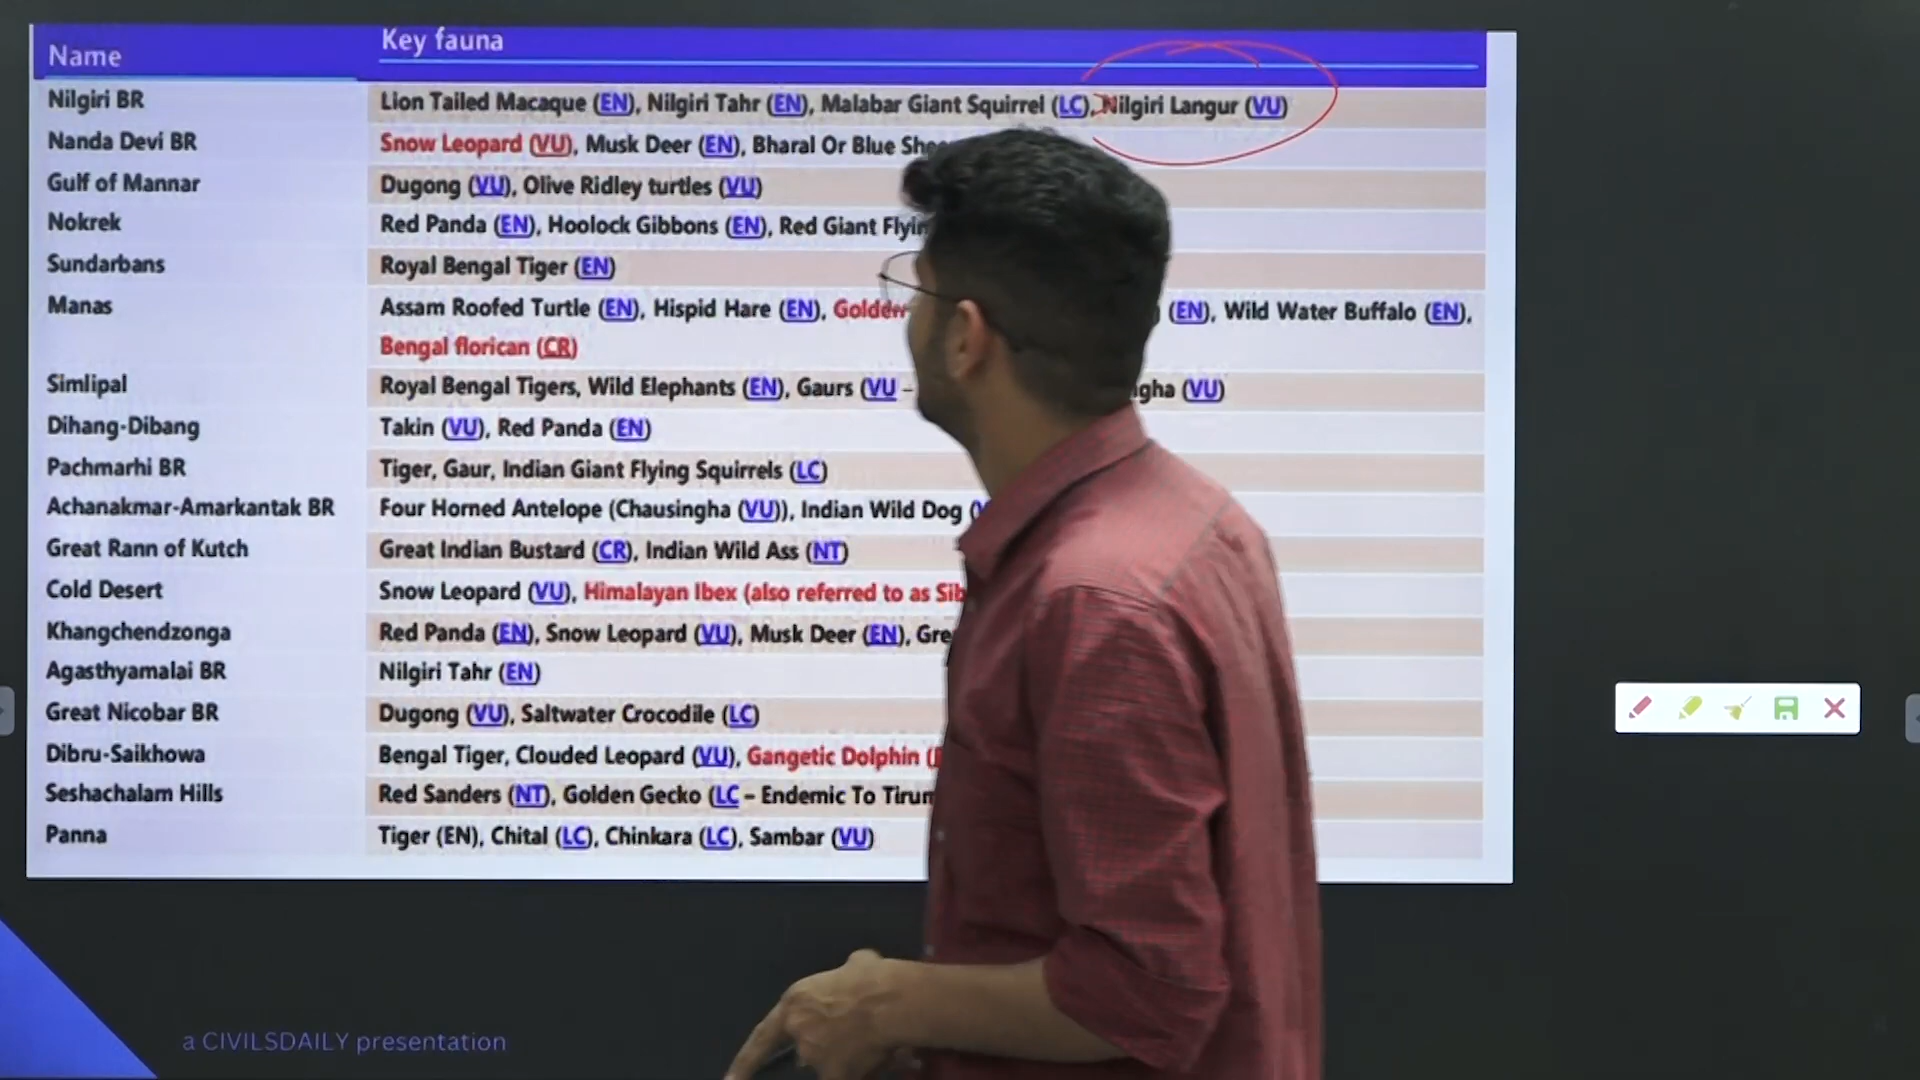 Name Key fauna
Nilgiri BR Lion Tailed Macaque (EN), Nilgiri Tahr (EN), Malabar Giant Squirrel (LC), Nilgiri Langur (VU)
Nanda Devi BR Snow Leopard (VU), Musk Deer (EN), Bharal Or Blue
Gulf of Mannar Dugong (VU), Olive Ridley turtles (VU)
Nokrek Red Panda (EN), Hoolock Gibbons (EN), Red Giant
Sundarbans Royal Bengal Tiger (EN)
Manas Assam Roofed Turtle (EN), Hispid Hare (EN), Golden (EN), Wild Water Buffalo (EN),
Bengal florican (CR)
Simlipal Royal Bengal Tigers, Wild Elephants (EN), Gaurs (VU – (VU)
Dihang-Dibang Takin (VU), Red Panda (EN)
Pachmarhi BR Tiger, Gaur, Indian Giant Flying Squirrels (LC)
Achanakmar-Amarkantak BR Four Horned Antelope (Chausingha (VU)), Indian Wild Dog
Great Rann of Kutch Great Indian Bustard (CR), Indian Wild Ass (NT)
Cold Desert Snow Leopard (VU), Himalayan Ibex (also referred to as
Khangchendzonga Red Panda (EN), Snow Leopard (VU), Musk Deer (EN),
Agasthyamalai BR Nilgiri Tahr (EN)
Great Nicobar BR Dugong (VU), Saltwater Crocodile (LC)
Dibru-Saikhowa Bengal Tiger, Clouded Leopard (VU), Gangetic Dolphin
Seshachalam Hills Red Sanders (NT), Golden Gecko (LC – Endemic To
Panna Tiger (EN), Chital (LC), Chinkara (LC), Sambar (VU)
a CIVILSDAILY presentation